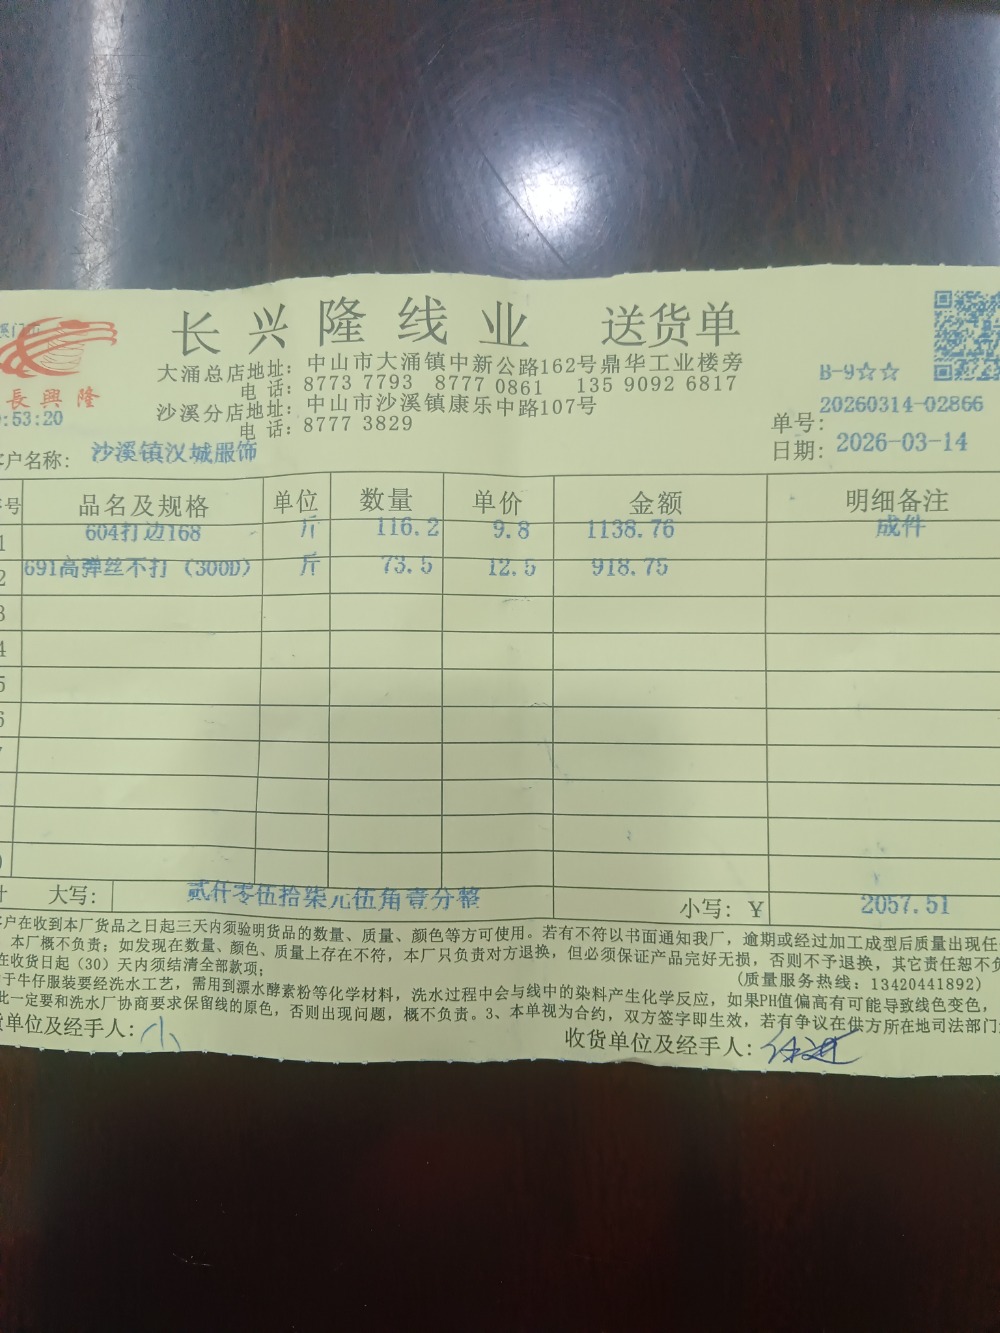 长兴隆线业 送货单
大涌总店地址：中山市大涌镇中新公路162号鼎华工业楼旁
电 话：8773 7793 8777 0861 135 9092 6817
沙溪分店地址：中山市沙溪镇康乐中路107号
电 话：8777 3829
長興隆
:53:20
B-9☆☆
单号：20260314-02866
日期：2026-03-14
户名称：沙溪镇汉城服饰
号 品名及规格 单位 数量 单价 金额 明细备注
1 604打边168 斤 116.2 9.8 1138.76 成件
2 691高弹丝不打（300D） 斤 73.5 12.5 918.75
3
4
5
6
大写：贰仟零伍拾柒元伍角壹分整 小写：￥ 2057.51
户在收到本厂货品之日起三天内须验明货品的数量、质量、颜色等方可使用。若有不符以书面通知我厂，逾期或经过加工成型后质量出现任
本厂概不负责；如发现在数量、颜色、质量上存在不符，本厂只负责对方退换，但必须保证产品完好无损，否则不予退换，其它责任恕不负
在收货日起（30）天内须结清全部款项；
（质量服务热线：13420441892）
于牛仔服装要经洗水工艺，需用到漂水酵素粉等化学材料，洗水过程中会与线中的染料产生化学反应，如果PH值偏高有可能导致线色变色，
此一定要和洗水厂协商要求保留线的原色，否则出现问题，概不负责。3、本单视为合约，双方签字即生效，若有争议在供方所在地司法部门
货单位及经手人：小
收货单位及经手人：